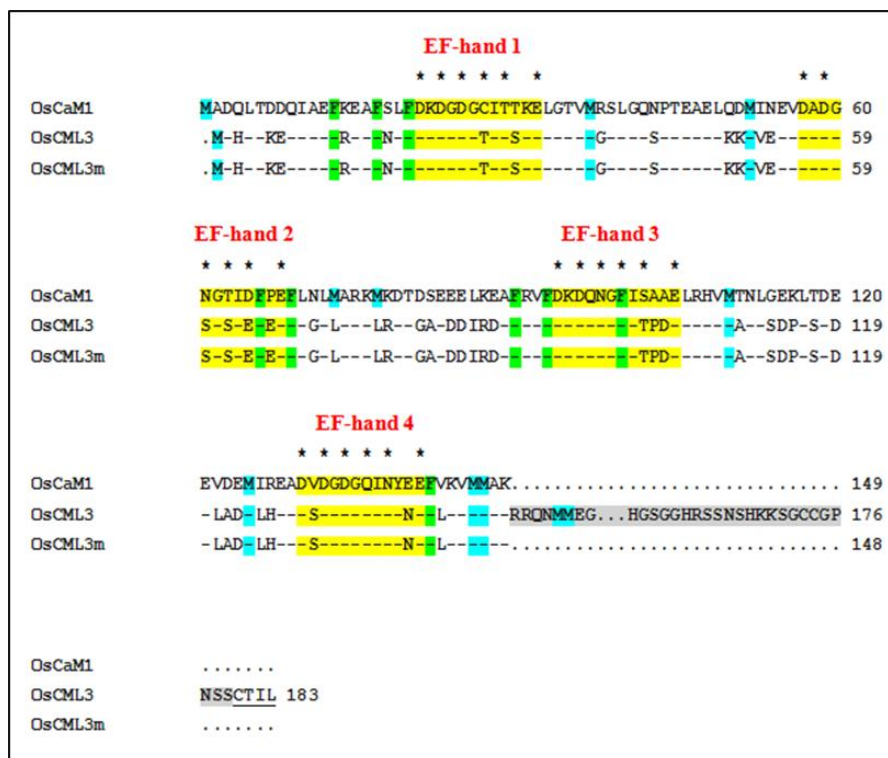 EF-hand 1
* * * * * * * *
OsCaM1 MADQLTDDQIAEFKEAFSLFDKDGDGCITTKELGTVMRSLGQNPTEAELQDMINEVDADG 60
OsCML3 .M-H--KE-----R---N--------T--S-------G----S------KK-VE------ 59
OsCML3m .M-H--KE-----R---N--------T--S-------G----S------KK-VE------ 59
EF-hand 2 EF-hand 3
* * * * * * * * * *
OsCaM1 NGTIDFPEFLNLMARKMKDTDSEEELKEAFRVFDKDQNGFISAAELRHVMTNLGEKLTDE 120
OsCML3 S-S-E-E---G-L---LR--GA-DDIRD-------------TPD------A--SDP-S-D 119
OsCML3m S-S-E-E---G-L---LR--GA-DDIRD-------------TPD------A--SDP-S-D 119
EF-hand 4
* * * * * *
OsCaM1 EVDEMIREADVDGDGQINYEEFVKVMMAK............................... 149
OsCML3 -LAD-LH---S--------N--L------RRQNMMEG...HGSGGHRSSNSHKKSGCCGP 176
OsCML3m -LAD-LH---S--------N--L------............................... 148
OsCaM1 .......
OsCML3 NSSCTIL 183
OsCML3m .......